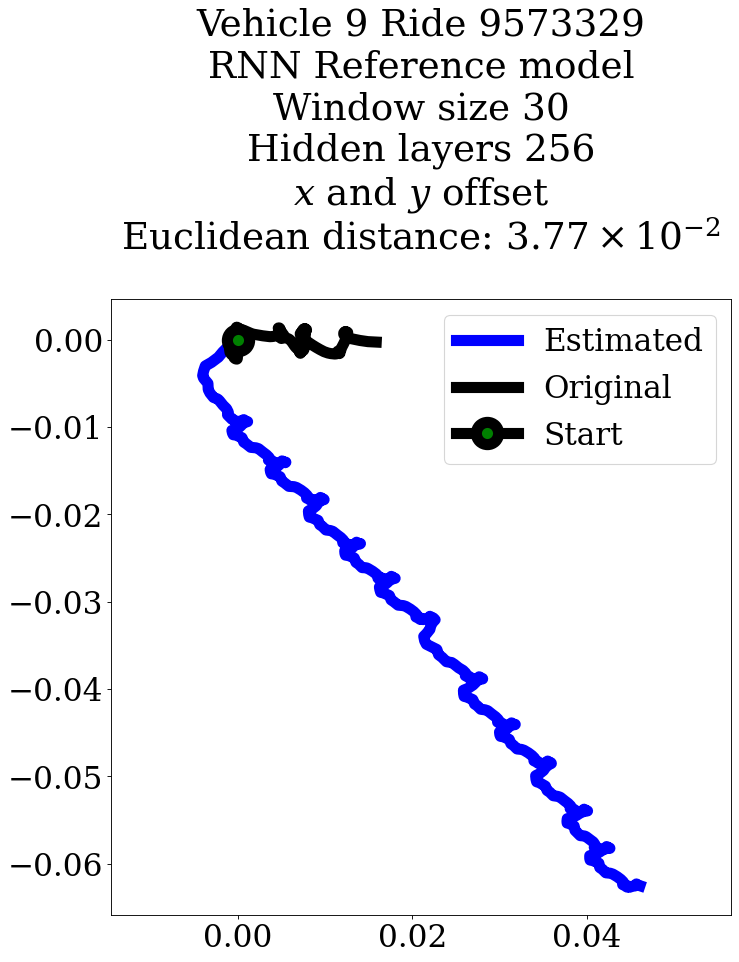 Vehicle 9 Ride 9573329
RNN Reference model
Window size 30
Hidden layers 256
x and y offset
Euclidean distance: 3.77 × 10⁻²
Estimated
Original
Start
0.00
−0.01
−0.02
−0.03
−0.04
−0.05
−0.06
0.00 0.02 0.04